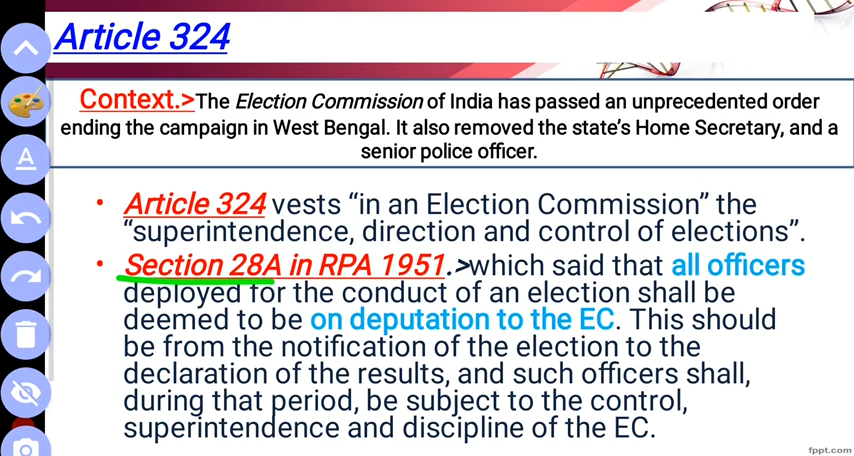 Article 324
Context.>The Election Commission of India has passed an unprecedented order
ending the campaign in West Bengal. It also removed the state's Home Secretary, and a
senior police officer.
• Article 324 vests “in an Election Commission” the
“superintendence, direction and control of elections”.
• Section 28A in RPA 1951.>which said that all officers
deployed for the conduct of an election shall be
deemed to be on deputation to the EC. This should
be from the notification of the election to the
declaration of the results, and such officers shall,
during that period, be subject to the control,
superintendence and discipline of the EC.
A
fppt.com